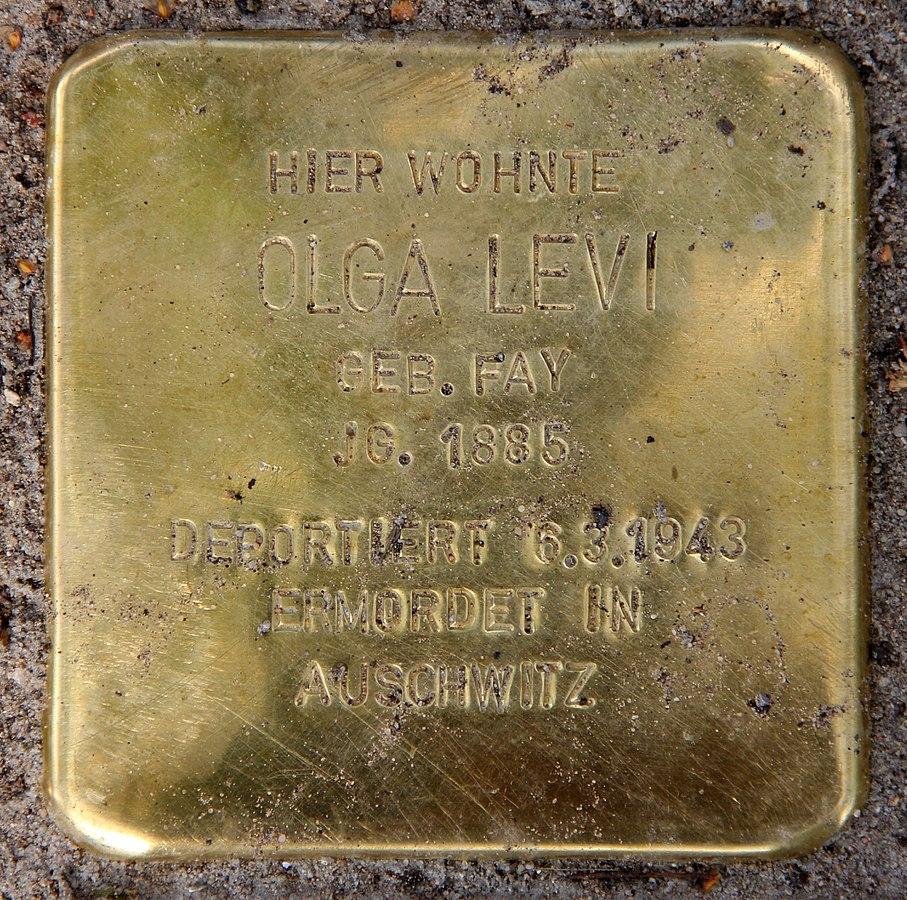 HIER WOHNTE
OLGA LEVI
GEB. FAY
JG. 1885
DEPORTIERT 6.3.1943
ERMORDET IN
AUSCHWITZ